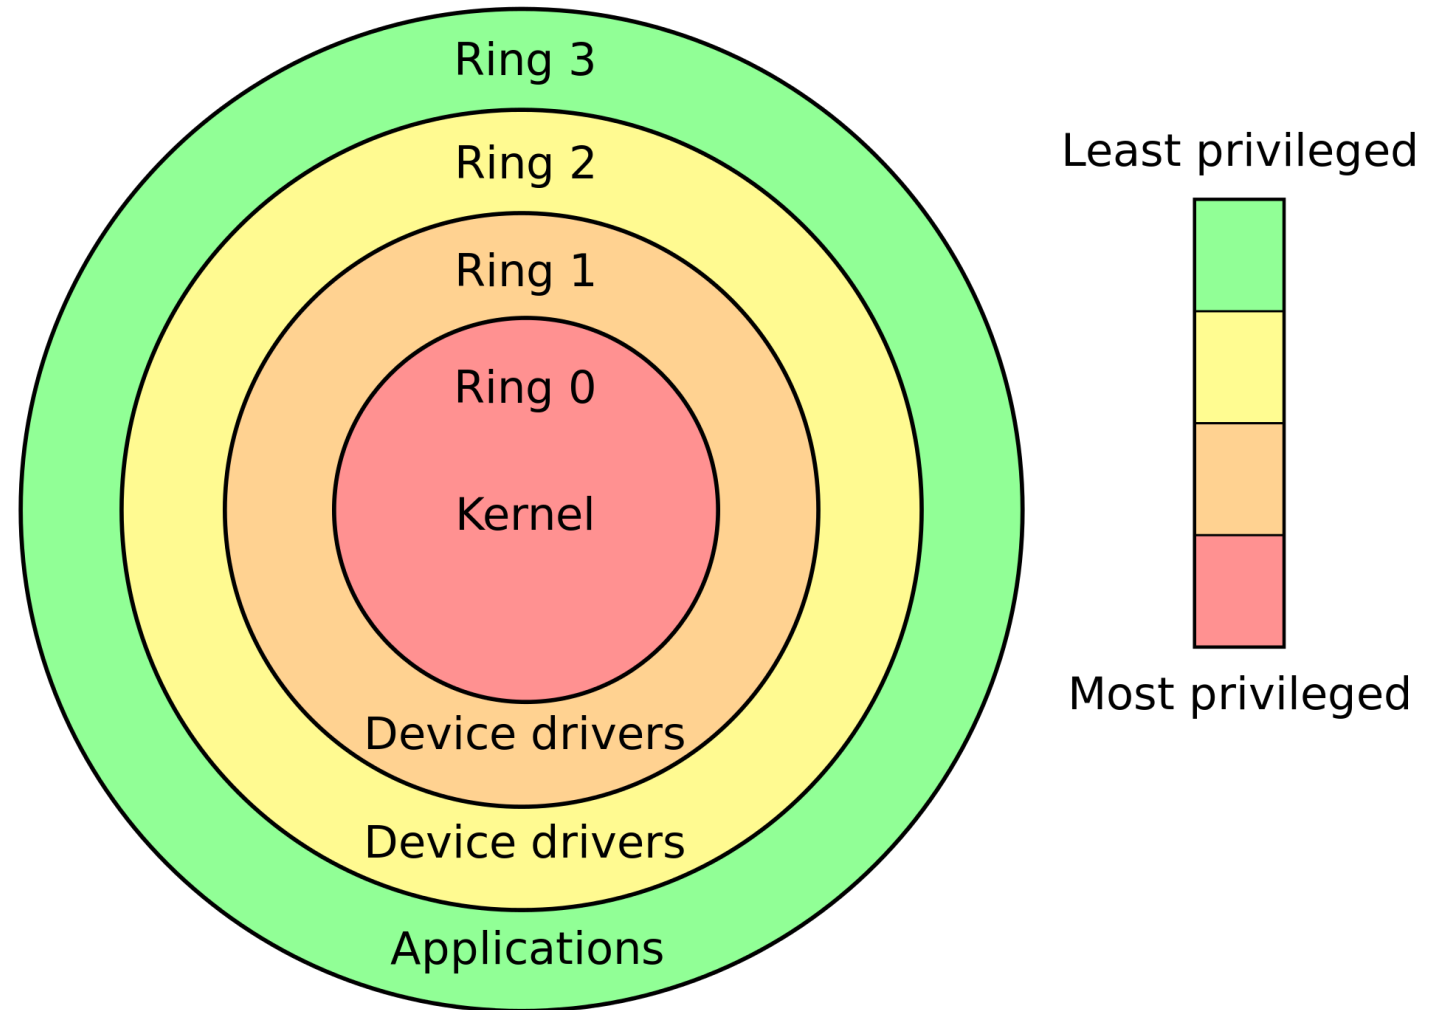 Ring 3
Ring 2
Ring 1
Ring 0
Kernel
Device drivers
Device drivers
Applications
Least privileged
Most privileged